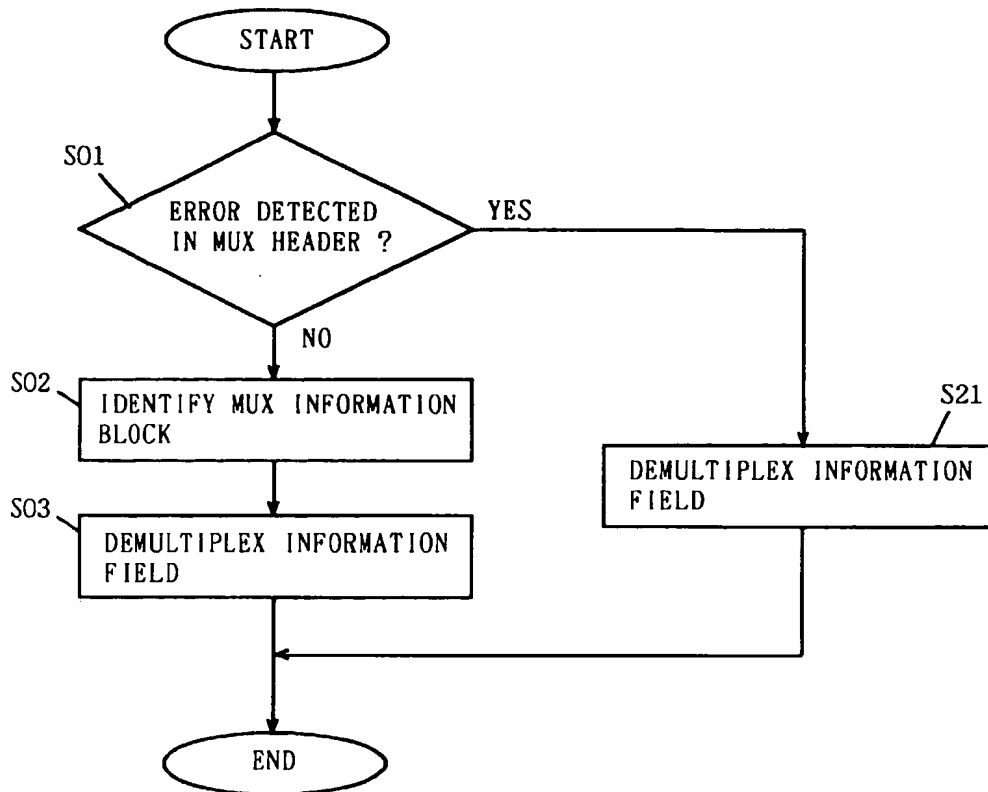 START
S01
ERROR DETECTED
IN MUX HEADER ?
YES
NO
S02
IDENTIFY MUX INFORMATION
BLOCK
S21
DEMULTIPLEX INFORMATION
FIELD
S03
DEMULTIPLEX INFORMATION
FIELD
END